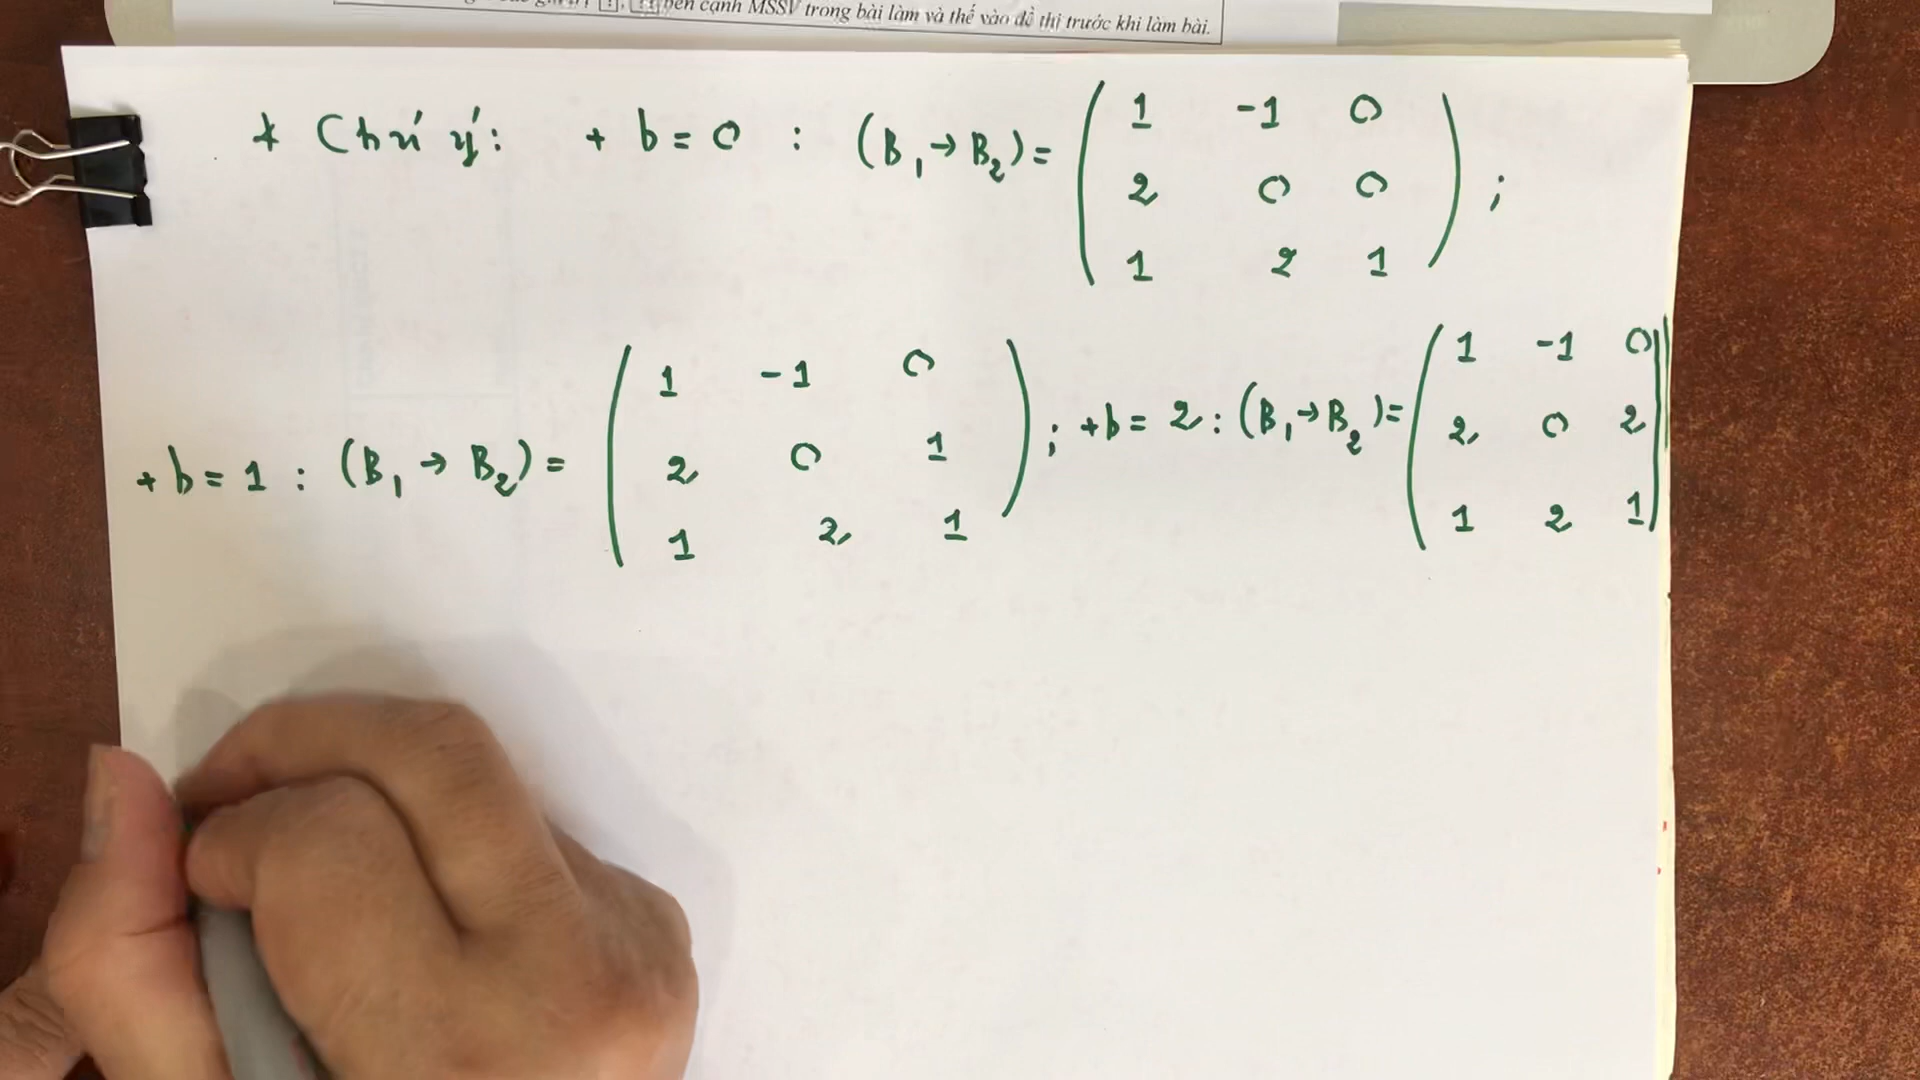 bên cạnh MSSV trong bài làm và thế vào đề thi trước khi làm bài.
* Chú ý: + b = 0 : (B₁ → B₂) = ( 1 -1 0
2 0 0
1 2 1 ) ;
+ b = 1 : (B₁ → B₂) = ( 1 -1 0
2 0 1
1 2 1 ) ; + b = 2 : (B₁ → B₂) = ( 1 -1 0
2 0 2
1 2 1 )